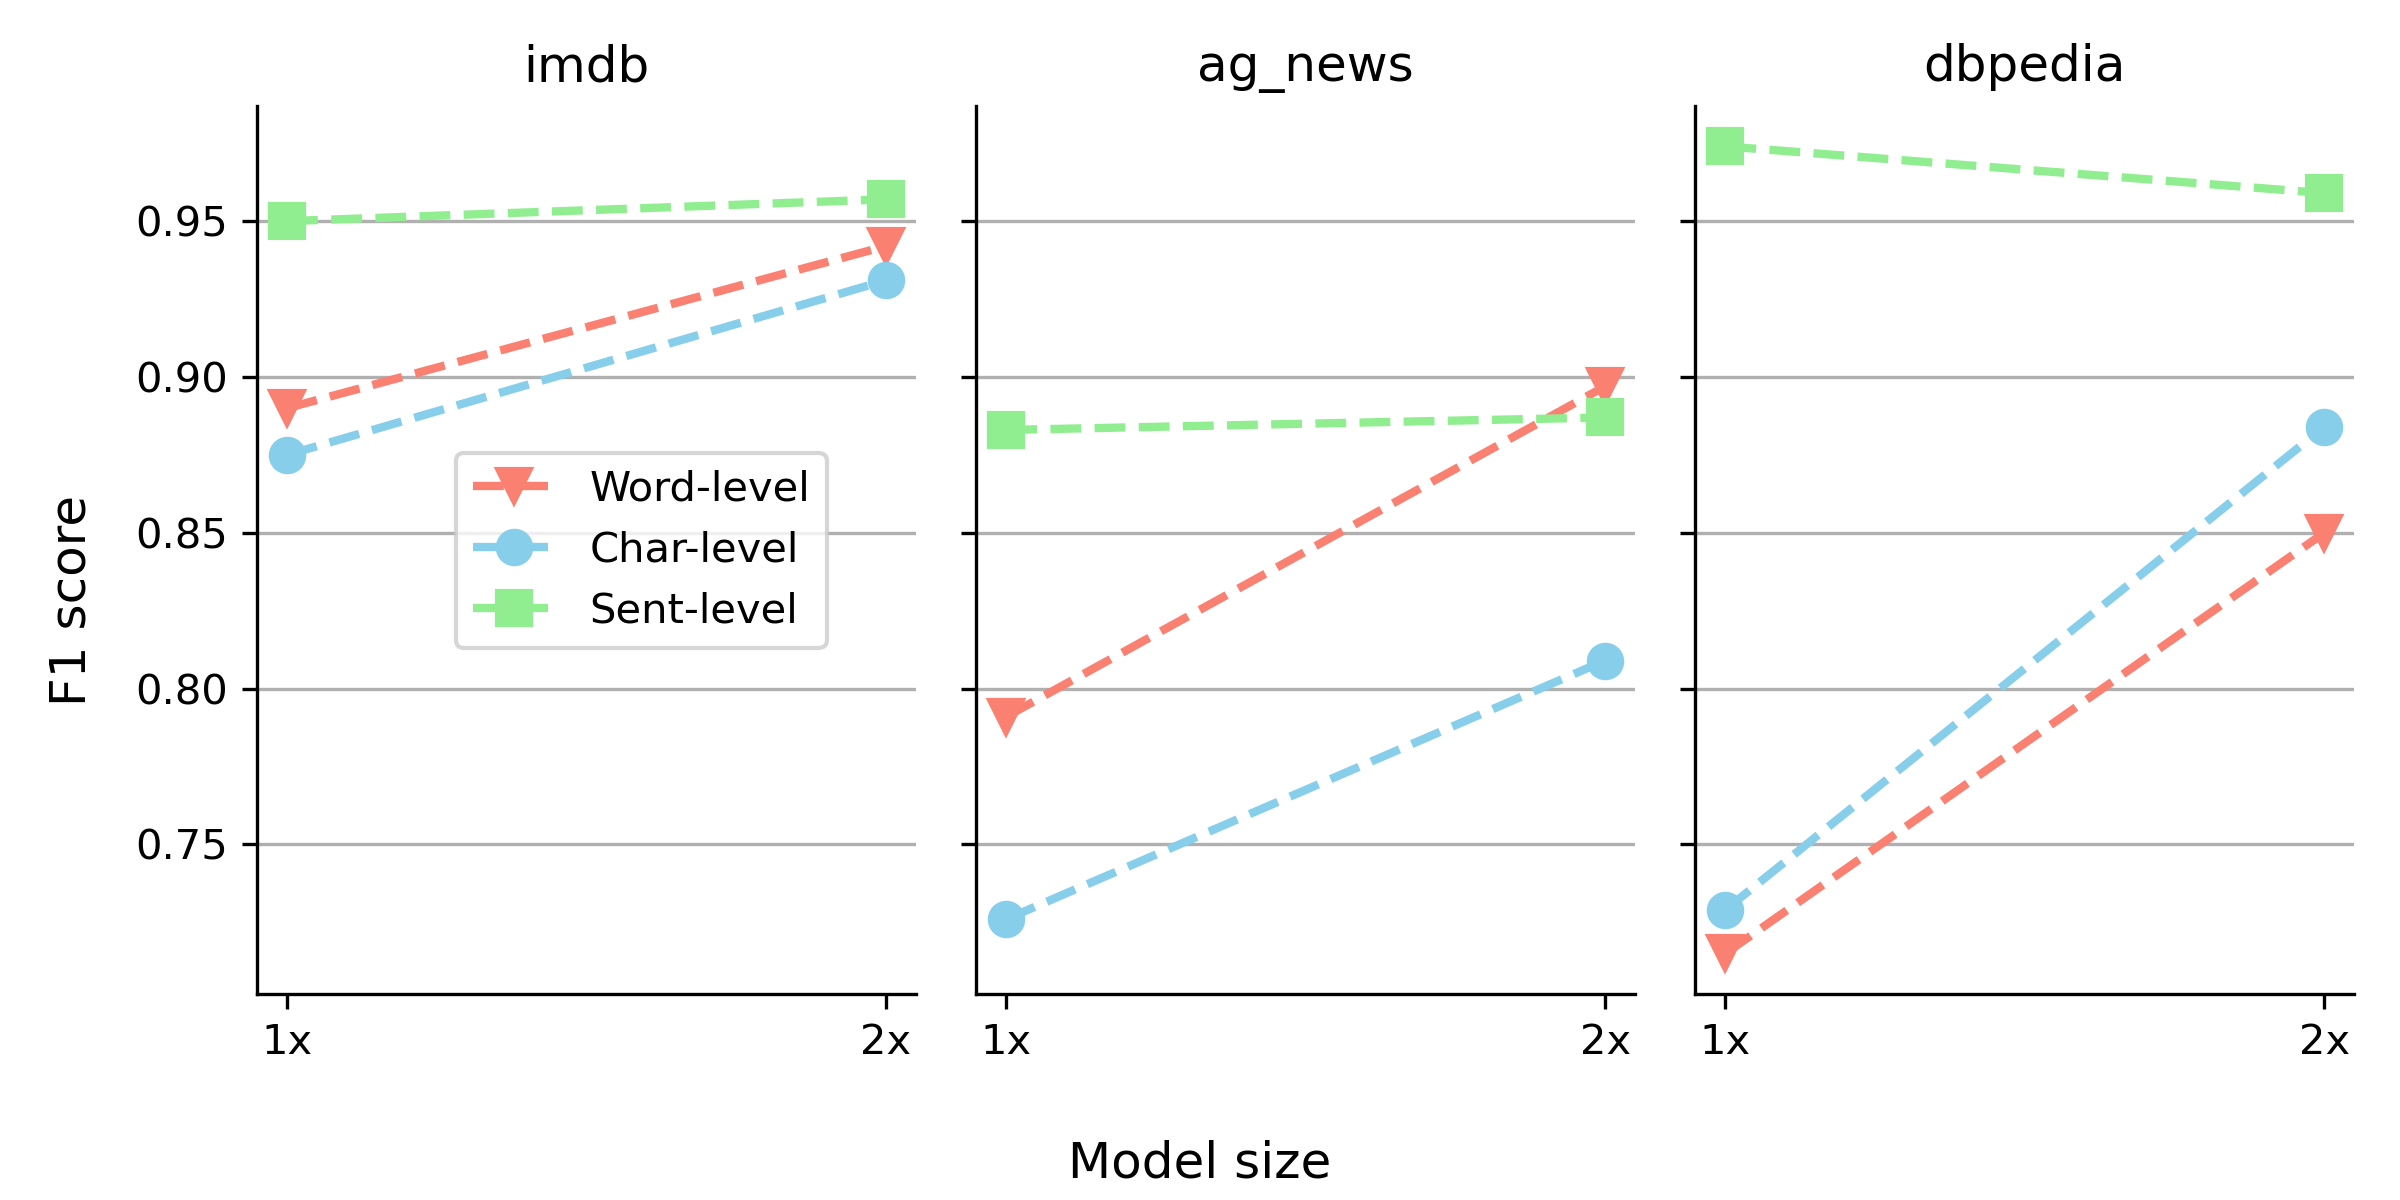 imdb
ag_news
dbpedia
F1 score
0.95
0.90
0.85
0.80
0.75
Word-level
Char-level
Sent-level
1x
2x
1x
2x
1x
2x
Model size